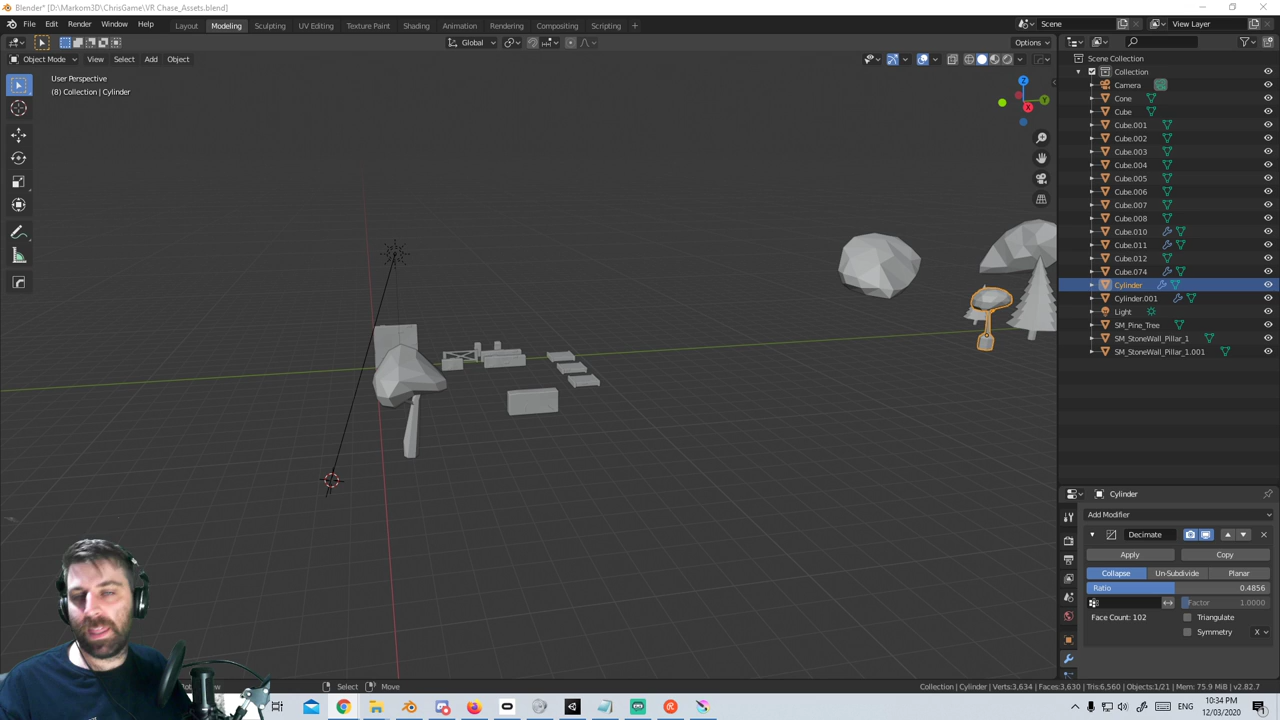 Blender* [D:\Markom3D\ChrisGame\VR Chase_Assets.blend]
File Edit Render Window Help
Layout Modeling Sculpting UV Editing Texture Paint Shading Animation Rendering Compositing Scripting +
Scene
View Layer
Global
Options
Object Mode
View Select Add Object
User Perspective
(8) Collection | Cylinder
Z
Y
X
Scene Collection
Collection
Camera
Cone
Cube
Cube.001
Cube.002
Cube.003
Cube.004
Cube.005
Cube.006
Cube.007
Cube.008
Cube.010
Cube.011
Cube.012
Cube.074
Cylinder
Cylinder.001
Light
SM_Pine_Tree
SM_StoneWall_Pillar_1
SM_StoneWall_Pillar_1.001
Cylinder
Add Modifier
Decimate
Apply Copy
Collapse Un-Subdivide Planar
Ratio 0.4856
Factor 1.0000
Face Count: 102
Triangulate
Symmetry X
Select Move
Collection | Cylinder | Verts:3,634 | Faces:3,630 | Tris:6,560 | Objects:1/21 | Mem: 75.9 MiB | v2.82.7
ENG
10:34 PM
12/03/2020